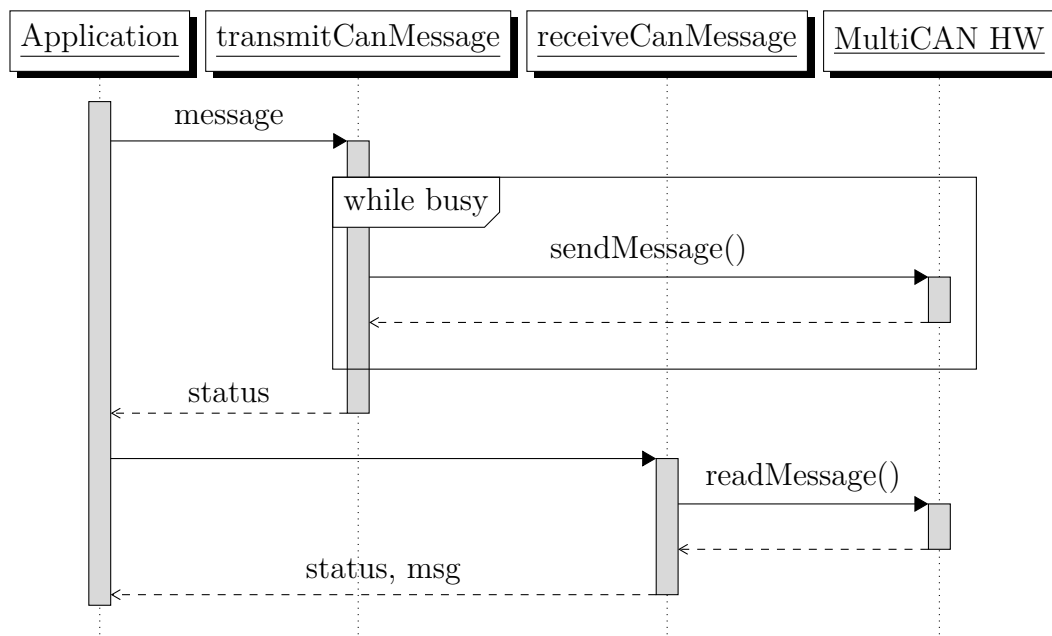 Application
transmitCanMessage
receiveCanMessage
MultiCAN HW
message
while busy
sendMessage()
status
readMessage()
status, msg